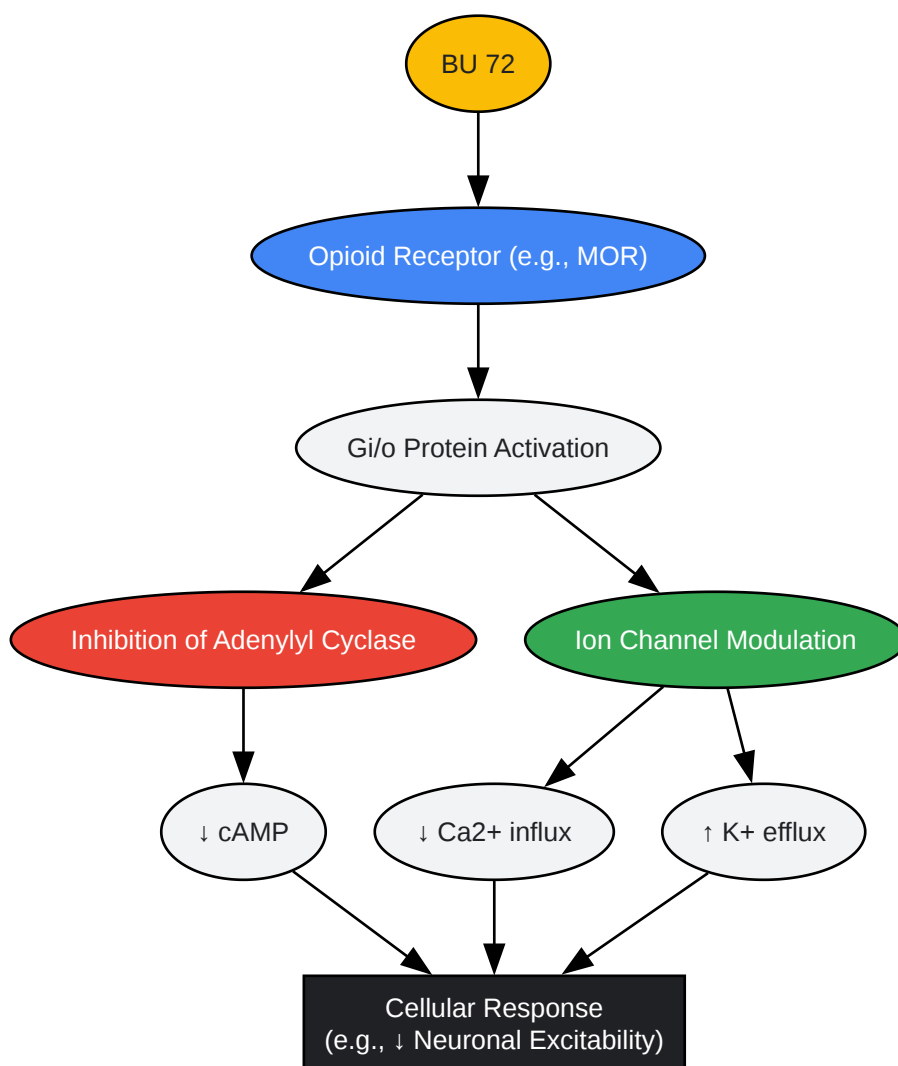 BU 72
Opioid Receptor (e.g., MOR)
Gi/o Protein Activation
Inhibition of Adenylyl Cyclase
Ion Channel Modulation
↓ cAMP
↓ Ca2+ influx
↑ K+ efflux
Cellular Response
(e.g., ↓ Neuronal Excitability)